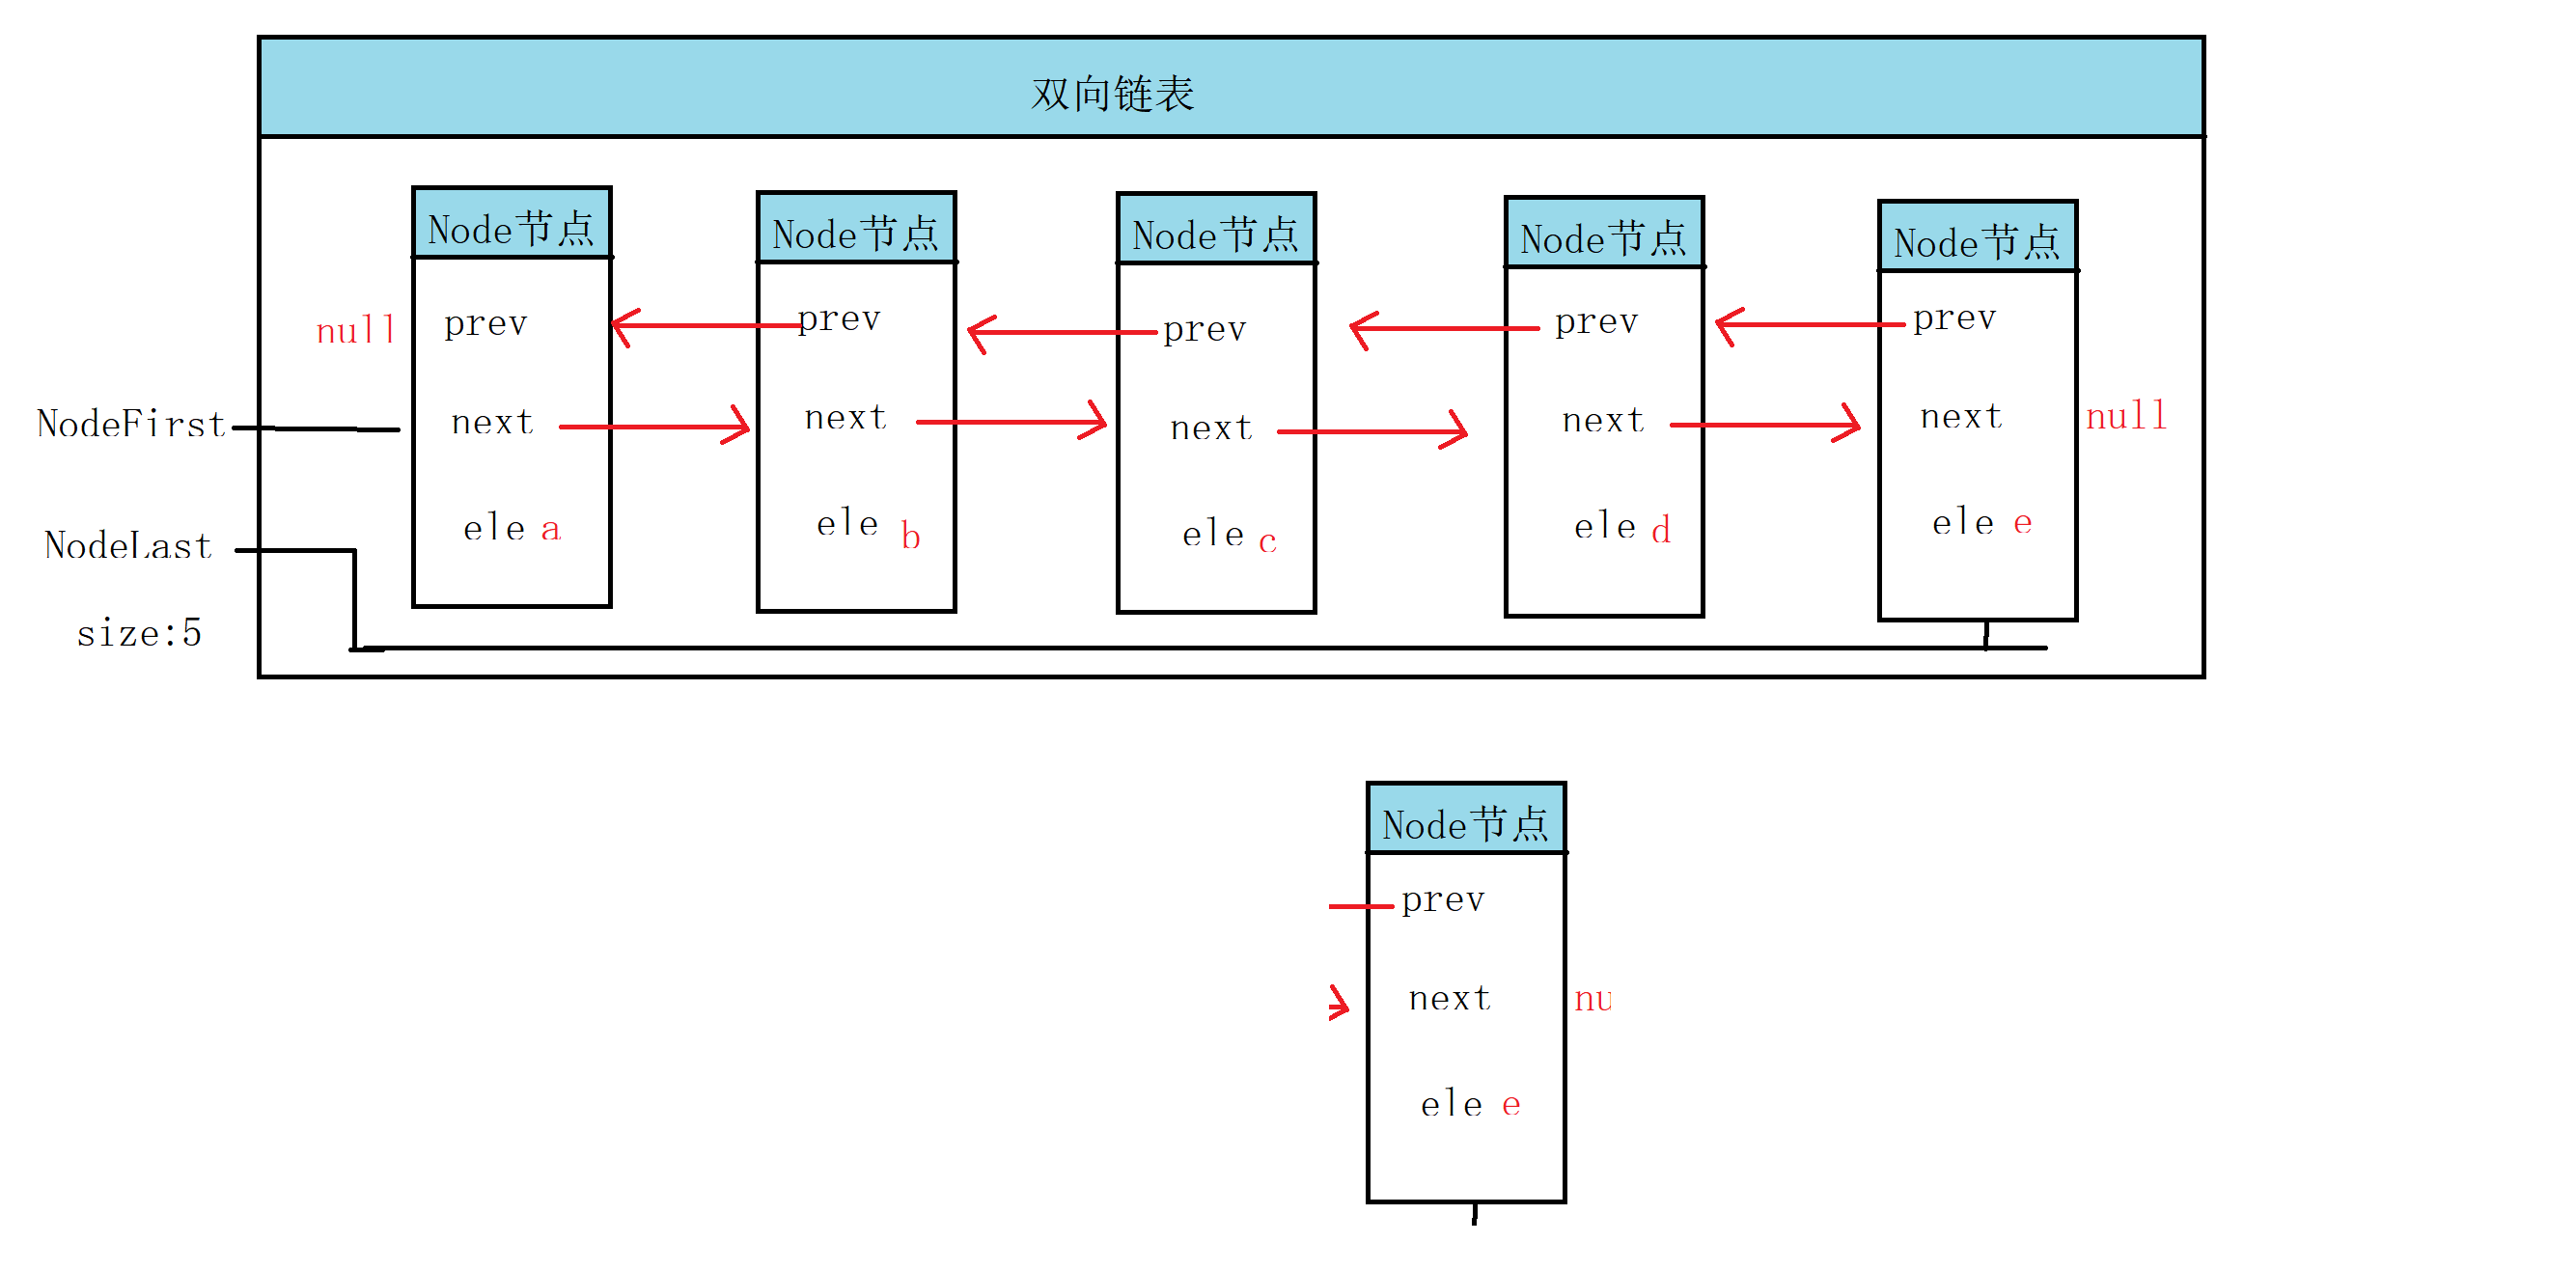 双向链表
Node节点
Node节点
Node节点
Node节点
Node节点
null prev
prev
prev
prev
prev
NodeFirst
next
next
next
next
next null
ele a
ele b
ele c
ele d
ele e
NodeLast
size:5
Node节点
prev
next nu
ele e